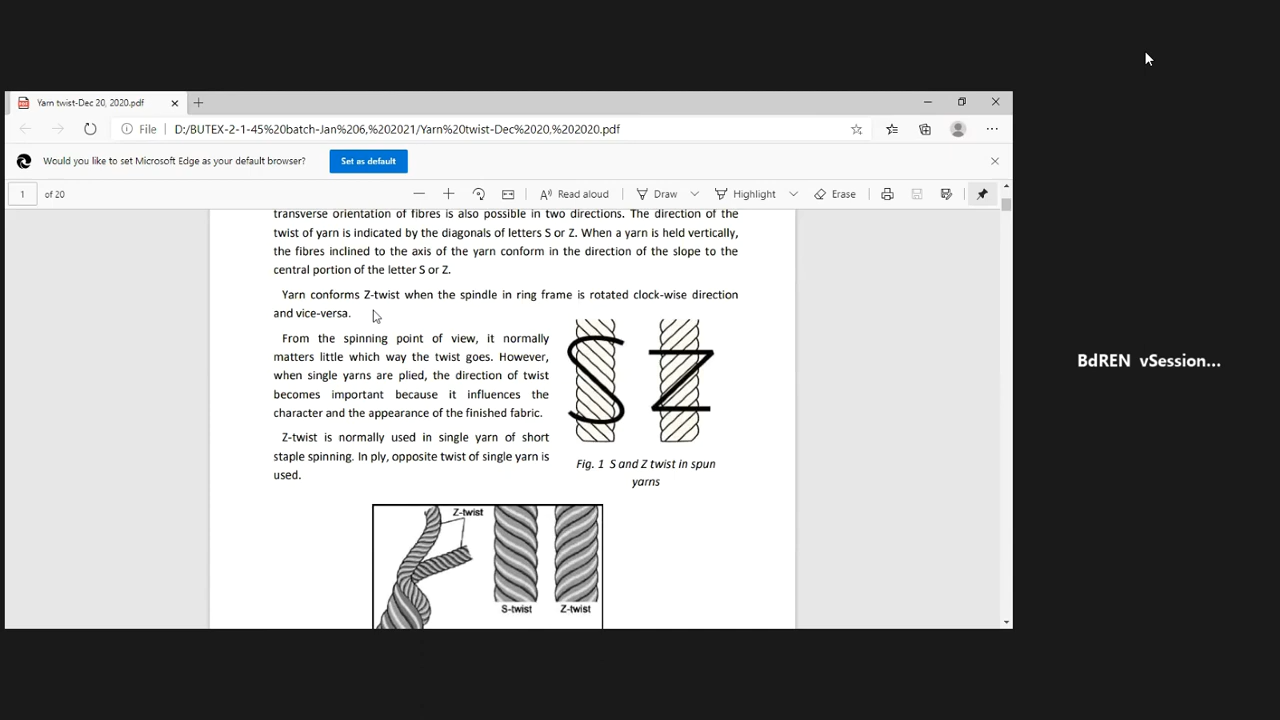 Yarn twist-Dec 20, 2020.pdf
File D:/BUTEX-2-1-45%20batch-Jan%206,%202021/Yarn%20twist-Dec%2020,%202020.pdf
Would you like to set Microsoft Edge as your default browser? Set as default
1 of 20 Read aloud Draw Highlight Erase
transverse orientation of fibres is also possible in two directions. The direction of the
twist of yarn is indicated by the diagonals of letters S or Z. When a yarn is held vertically,
the fibres inclined to the axis of the yarn conform in the direction of the slope to the
central portion of the letter S or Z.
Yarn conforms Z-twist when the spindle in ring frame is rotated clock-wise direction
and vice-versa.
From the spinning point of view, it normally
matters little which way the twist goes. However,
when single yarns are plied, the direction of twist
becomes important because it influences the
character and the appearance of the finished fabric.
Z-twist is normally used in single yarn of short
staple spinning. In ply, opposite twist of single yarn is
used.
S Z
Fig. 1 S and Z twist in spun
yarns
Z-twist
S-twist Z-twist
BdREN vSession...